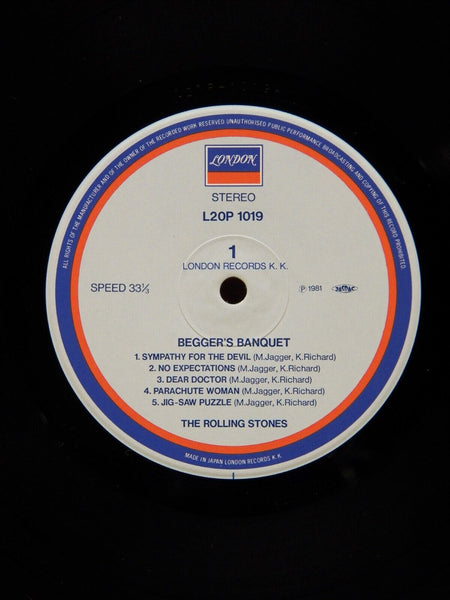 ALL RIGHTS OF THE MANUFACTURER AND OF THE OWNER OF THE RECORDED WORK RESERVED. UNAUTHORISED PUBLIC PERFORMANCE BROADCASTING AND COPYING OF THIS RECORD PROHIBITED.
LONDON
STEREO
L20P 1019
1
LONDON RECORDS K. K.
SPEED 33⅓
℗ 1981
BEGGER'S BANQUET
1. SYMPATHY FOR THE DEVIL (M.Jagger, K.Richard)
2. NO EXPECTATIONS (M.Jagger, K.Richard)
3. DEAR DOCTOR (M.Jagger, K.Richard)
4. PARACHUTE WOMAN (M.Jagger, K.Richard)
5. JIG-SAW PUZZLE (M.Jagger, K.Richard)
THE ROLLING STONES
MADE IN JAPAN LONDON RECORDS K. K.